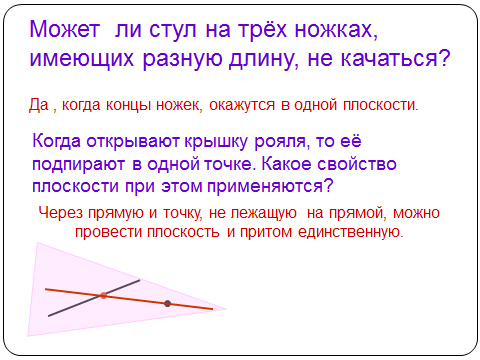 Может ли стул на трёх ножках,
имеющих разную длину, не качаться?
Да , когда концы ножек, окажутся в одной плоскости.
Когда открывают крышку рояля, то её
подпирают в одной точке. Какое свойство
плоскости при этом применяются?
Через прямую и точку, не лежащую на прямой, можно
провести плоскость и притом единственную.